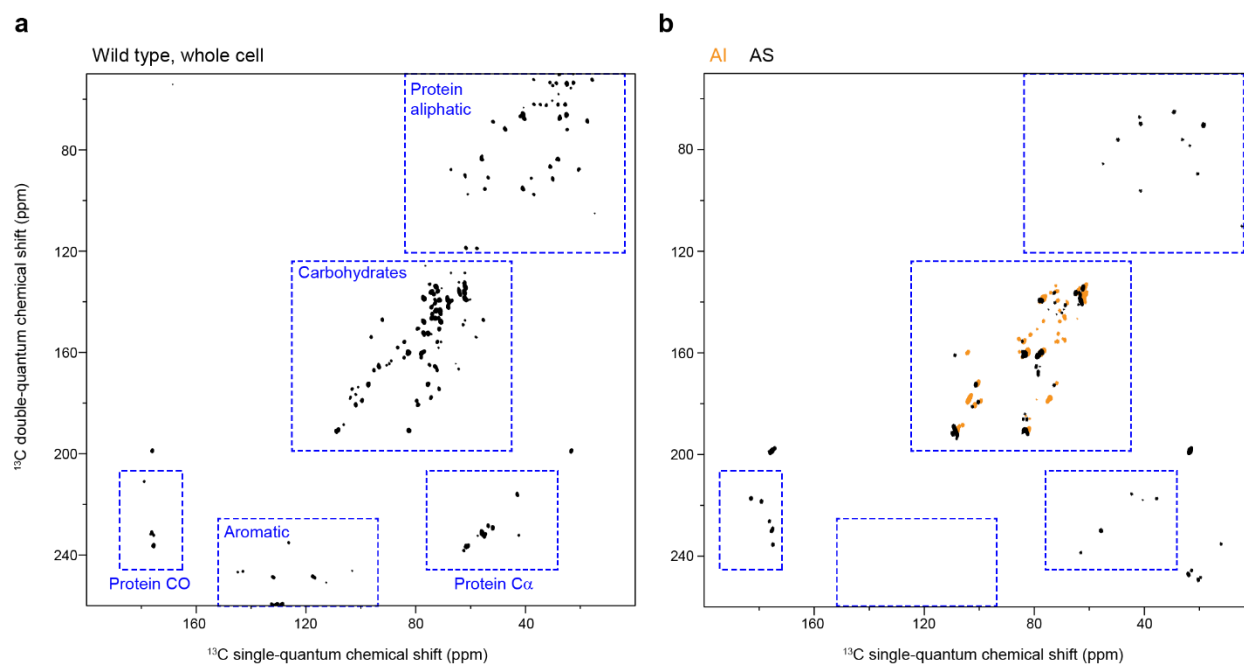 a
Wild type, whole cell
Protein
aliphatic
Carbohydrates
Aromatic
Protein CO
Protein Cα
80
120
160
200
240
160
120
80
40
¹³C double-quantum chemical shift (ppm)
¹³C single-quantum chemical shift (ppm)
b
AI AS
80
120
160
200
240
160
120
80
40
¹³C single-quantum chemical shift (ppm)